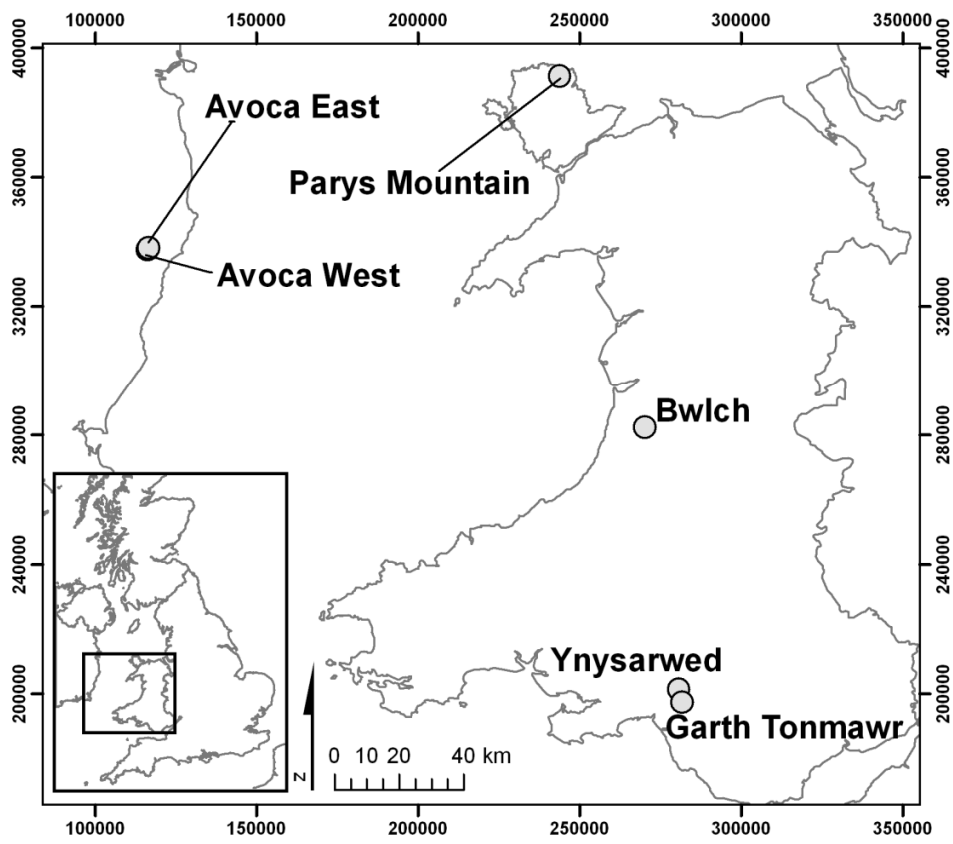 100000 150000 200000 250000 300000 350000
400000 400000
Avoca East
Parys Mountain
360000 360000
Avoca West
320000 320000
Bwlch
280000 280000
240000 240000
Ynysarwed
200000 200000
Garth Tonmawr
0 10 20 40 km
N
100000 150000 200000 250000 300000 350000